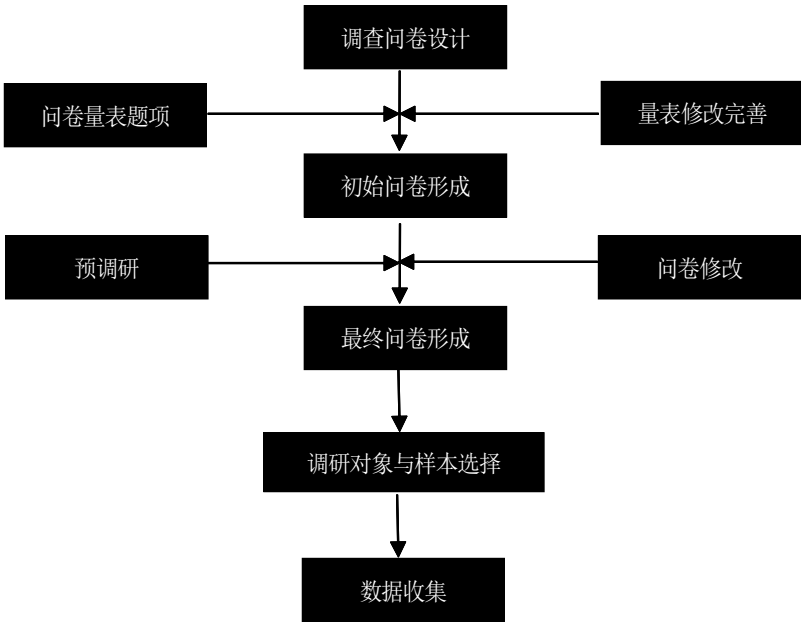 调查问卷设计
问卷量表题项
量表修改完善
初始问卷形成
预调研
问卷修改
最终问卷形成
调研对象与样本选择
数据收集